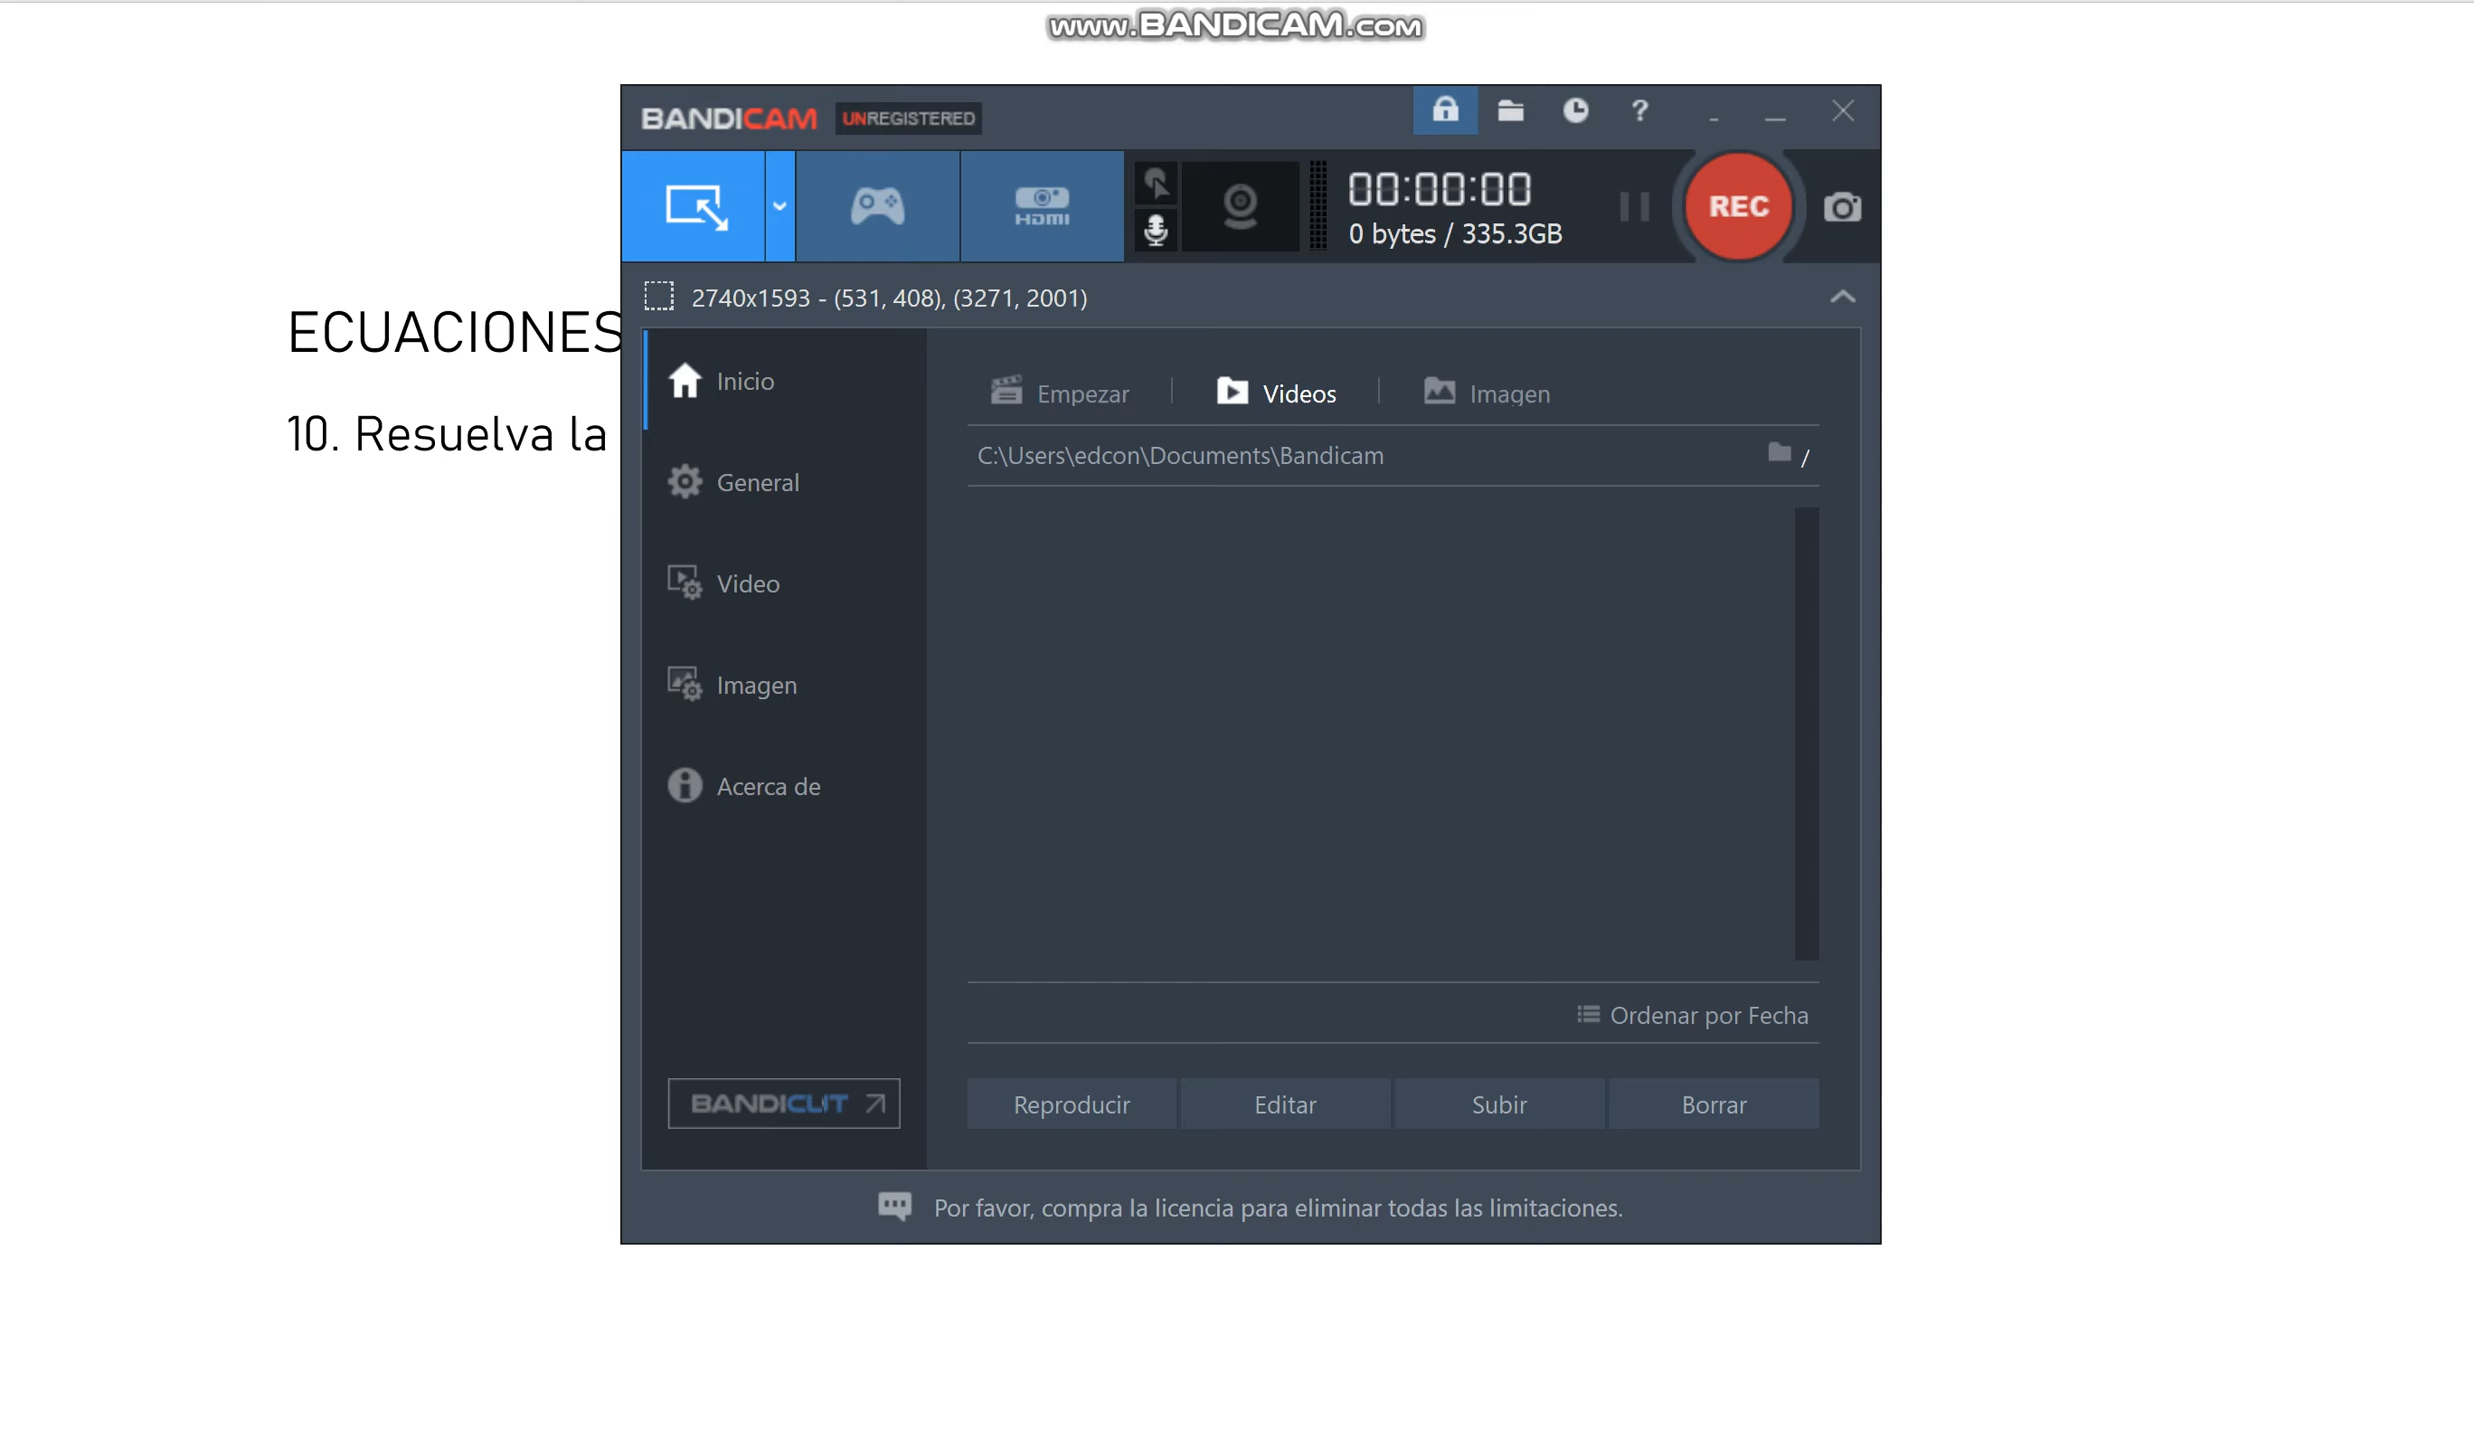 www.BANDICAM.com
BANDICAM UNREGISTERED
?
HDMI
00:00:00
0 bytes / 335.3GB
REC
2740x1593 - (531, 408), (3271, 2001)
ECUACIONES
10. Resuelva la
Inicio
General
Video
Imagen
Acerca de
BANDICUT
Empezar Videos Imagen
C:\Users\edcon\Documents\Bandicam /
Ordenar por Fecha
Reproducir Editar Subir Borrar
Por favor, compra la licencia para eliminar todas las limitaciones.